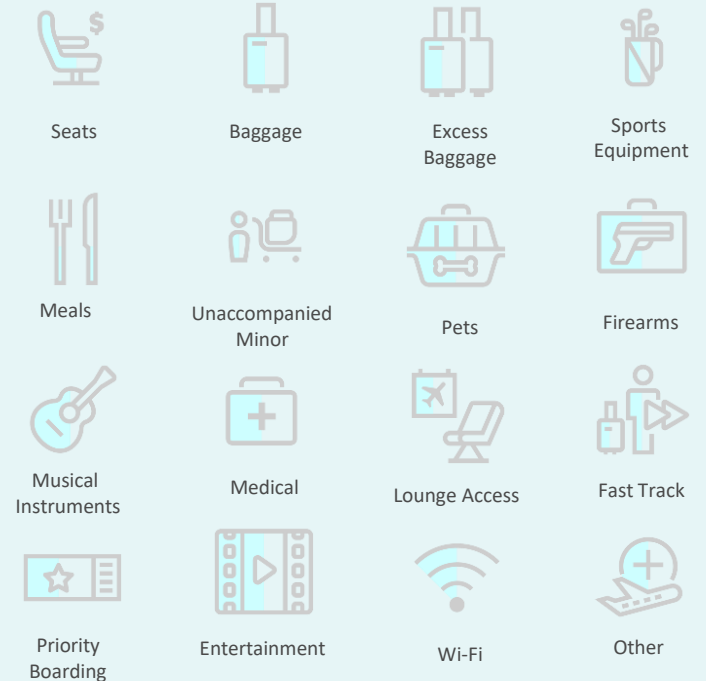 $
Seats
Baggage
Excess
Baggage
Sports
Equipment
Meals
Unaccompanied
Minor
Pets
Firearms
Musical
Instruments
Medical
Lounge Access
Fast Track
Priority
Boarding
Entertainment
Wi-Fi
Other